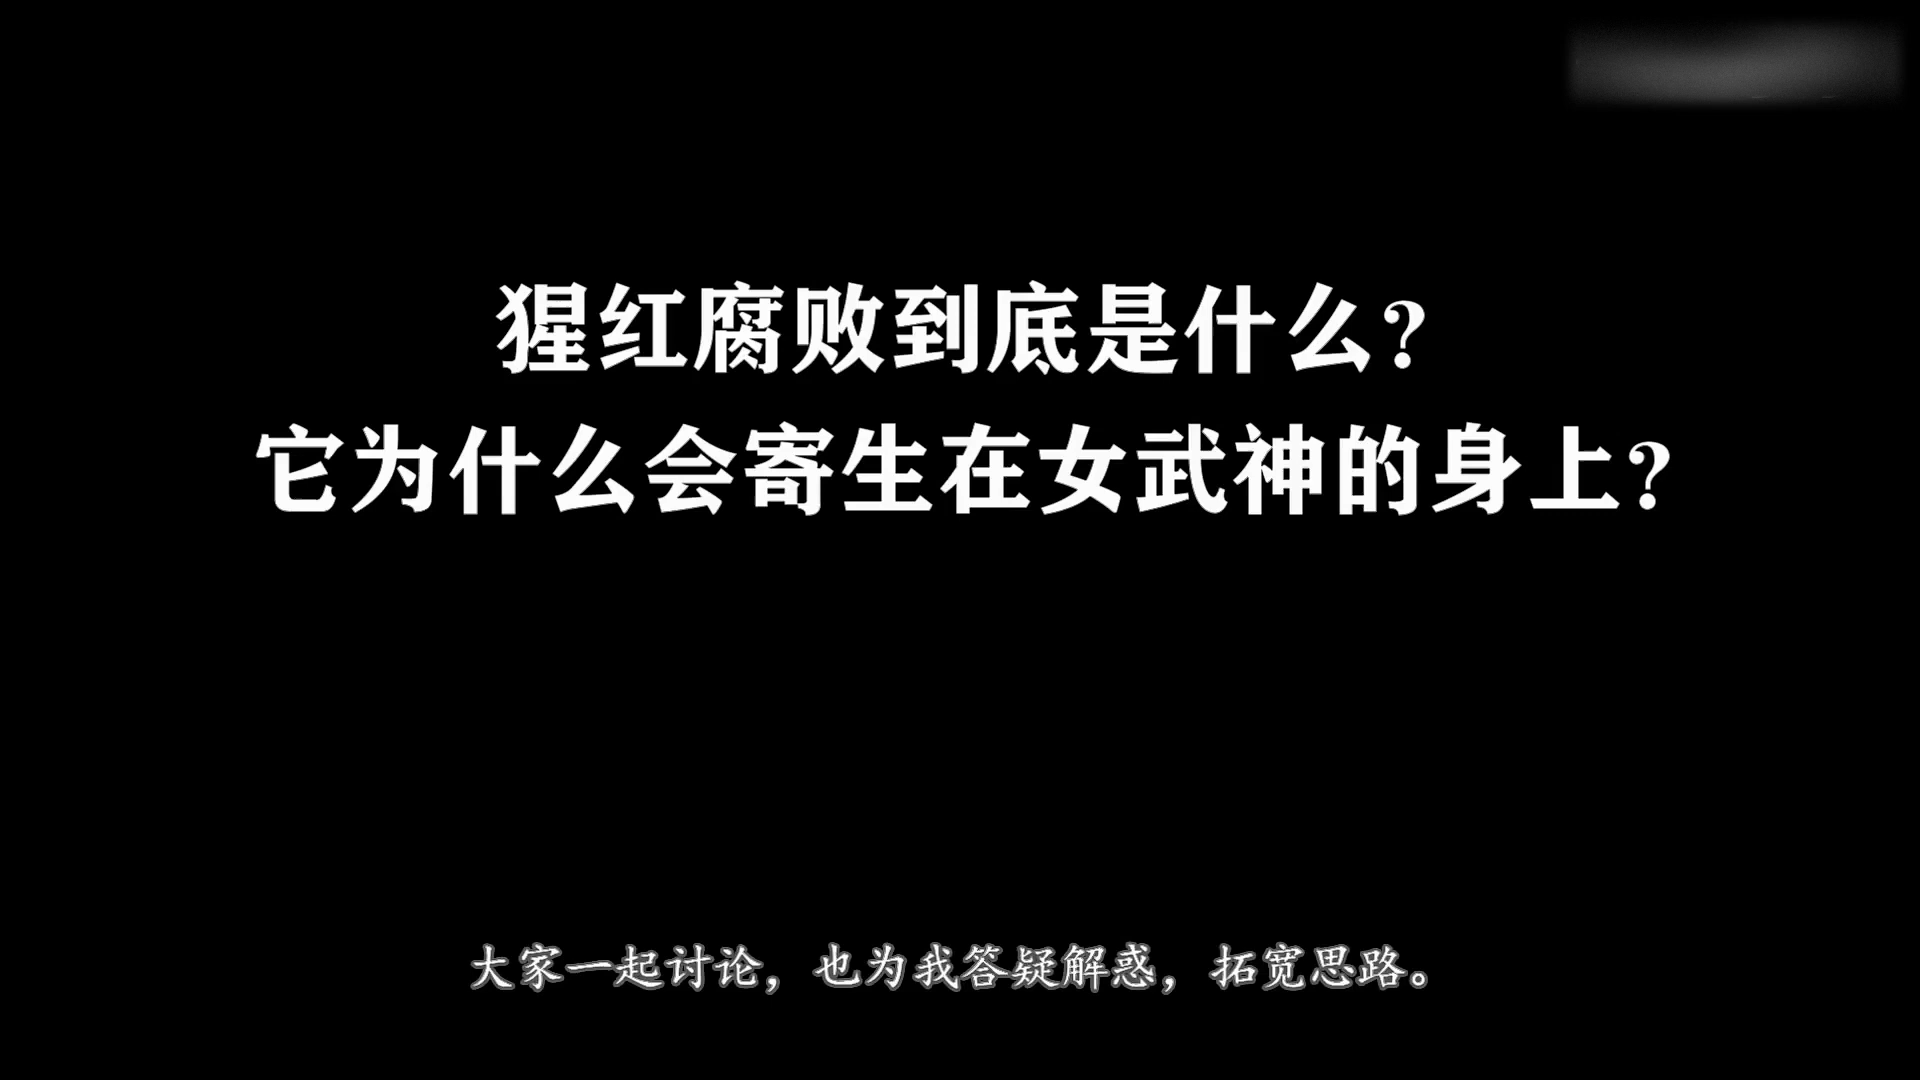 猩红腐败到底是什么?
它为什么会寄生在女武神的身上?
大家一起讨论，也为我答疑解惑，拓宽思路。